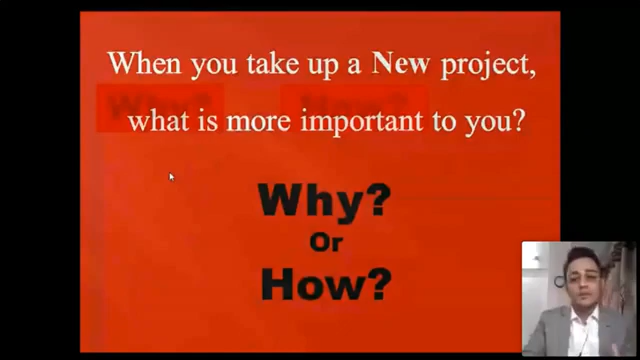 When you take up a New project,
what is more important to you?
Why?
Or
How?